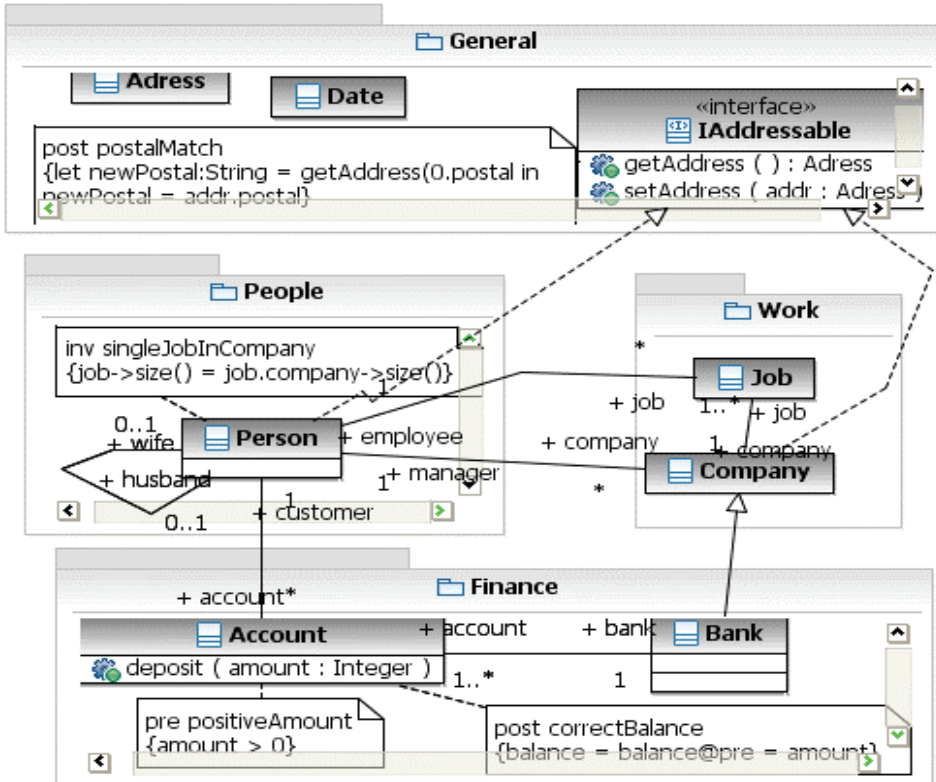 General
Adress
Date
«interface»
IAddressable
getAddress ( ) : Adress
setAddress ( addr : Adress )
post postalMatch
{let newPostal:String = getAddress(0.postal in
newPostal = addr.postal}
People
inv singleJobInCompany
{job->size() = job.company->size()}
Work
*
Job
1
+ job
1..*
+ job
0..1
+ wife
Person
+ employee
+ company
1
+ company
+ husband
1
+ manager
Company
1
*
0..1
+ customer
Finance
+ account*
Account
+ account
+ bank
Bank
deposit ( amount : Integer )
1..*
1
pre positiveAmount
{amount > 0}
post correctBalance
{balance = balance@pre = amount}